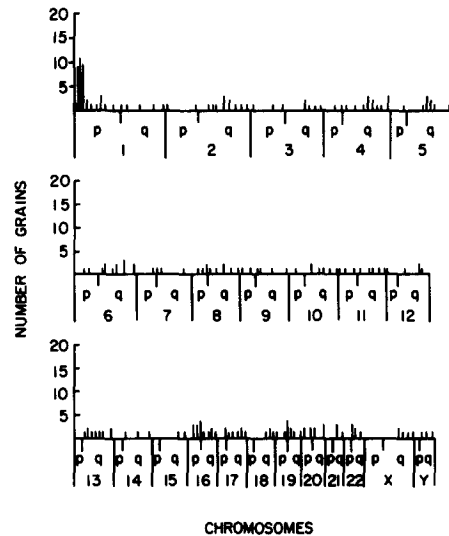 20
15
10
5
p q p q p q p q p q
1 2 3 4 5
NUMBER OF GRAINS
20
15
10
5
p q p q p q p q p q p q p q
6 7 8 9 10 11 12
20
15
10
5
p q p q p q p q p q p q p q p q p q p q p q p q
13 14 15 16 17 18 19 20 21 22 X Y
CHROMOSOMES